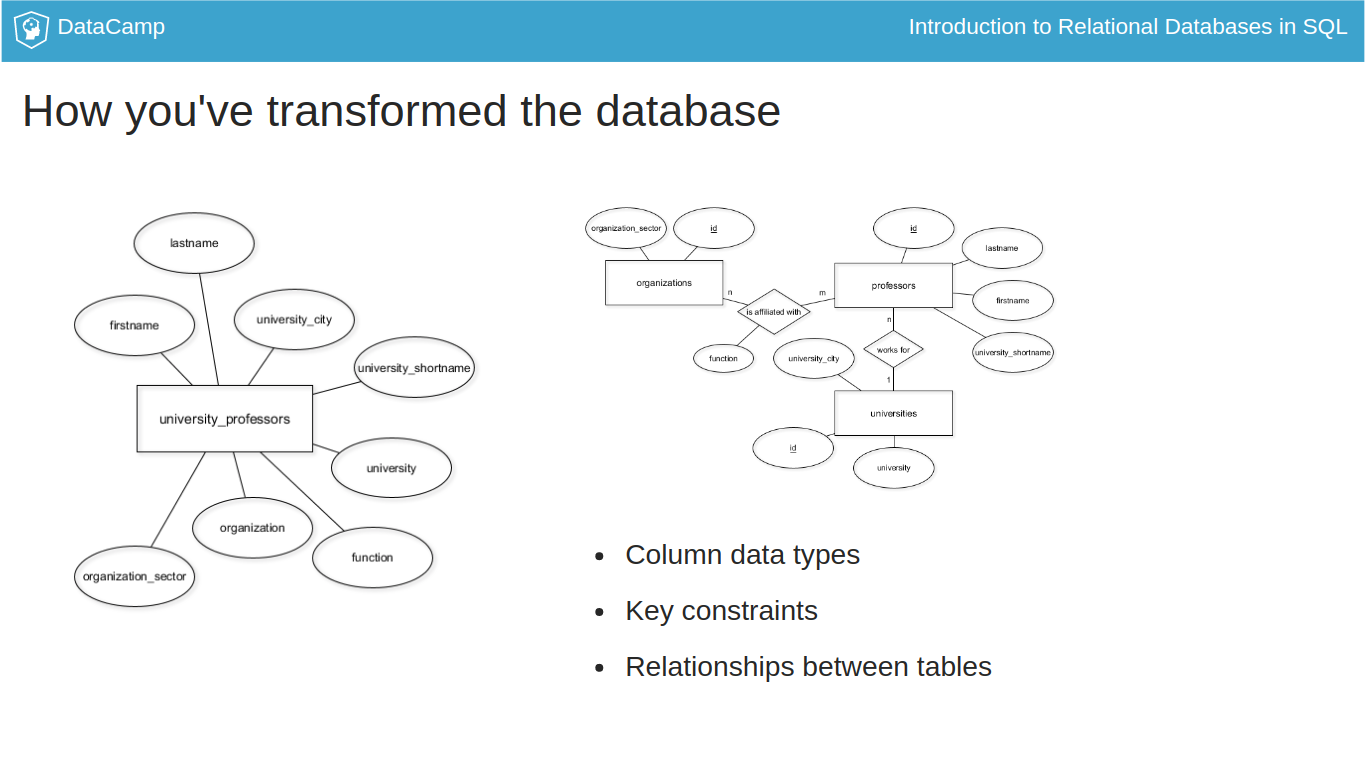 DataCamp
Introduction to Relational Databases in SQL
How you've transformed the database
lastname
firstname
university_city
university_shortname
university_professors
university
organization
function
organization_sector
organization_sector
id
id
lastname
organizations
professors
n
m
firstname
is affiliated with
n
function
university_city
works for
university_shortname
1
universities
id
university
• Column data types
• Key constraints
• Relationships between tables